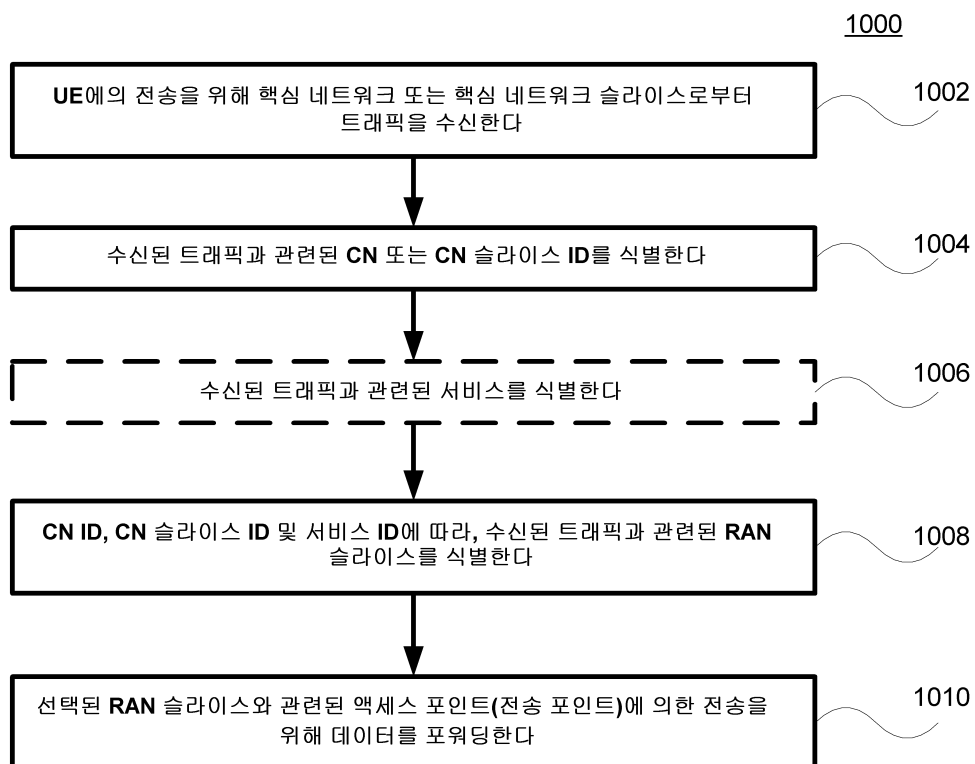 1000
UE에의 전송을 위해 핵심 네트워크 또는 핵심 네트워크 슬라이스로부터
트래픽을 수신한다
1002
수신된 트래픽과 관련된 CN 또는 CN 슬라이스 ID를 식별한다
1004
수신된 트래픽과 관련된 서비스를 식별한다
1006
CN ID, CN 슬라이스 ID 및 서비스 ID에 따라, 수신된 트래픽과 관련된 RAN
슬라이스를 식별한다
1008
선택된 RAN 슬라이스와 관련된 액세스 포인트(전송 포인트)에 의한 전송을
위해 데이터를 포워딩한다
1010